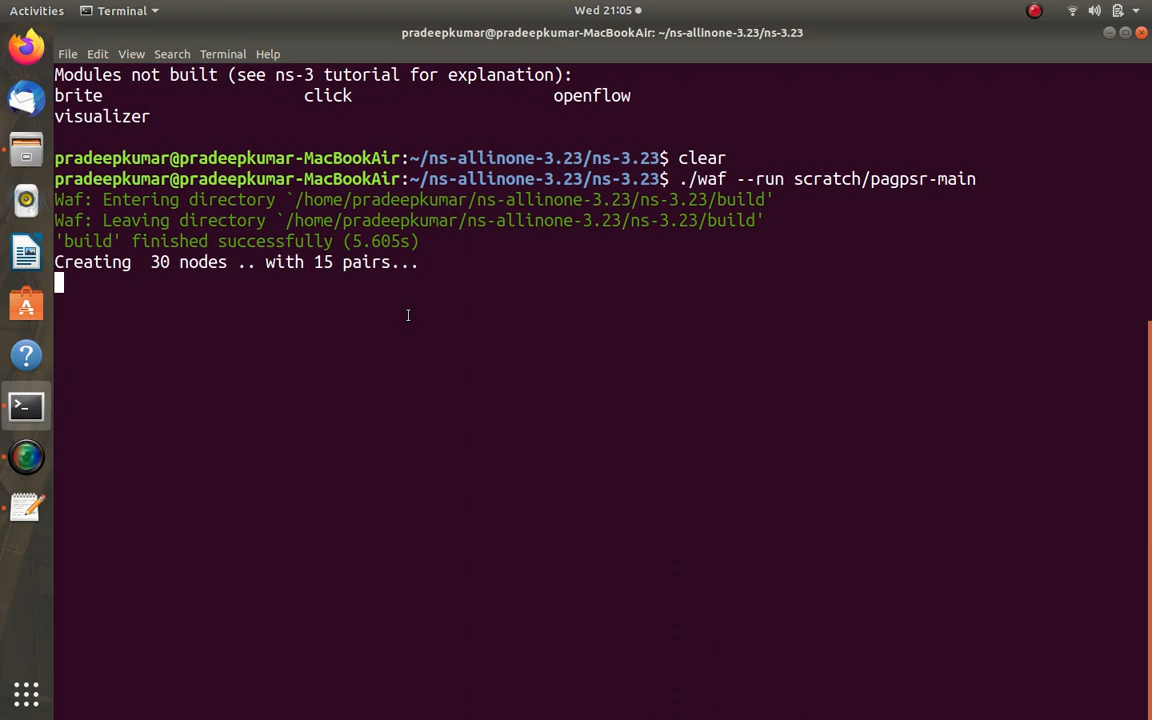 Activities Terminal Wed 21:05
pradeepkumar@pradeepkumar-MacBookAir: ~/ns-allinone-3.23/ns-3.23
File Edit View Search Terminal Help
Modules not built (see ns-3 tutorial for explanation):
brite click openflow
visualizer
pradeepkumar@pradeepkumar-MacBookAir:~/ns-allinone-3.23/ns-3.23$ clear
pradeepkumar@pradeepkumar-MacBookAir:~/ns-allinone-3.23/ns-3.23$ ./waf --run scratch/pagpsr-main
Waf: Entering directory `/home/pradeepkumar/ns-allinone-3.23/ns-3.23/build'
Waf: Leaving directory `/home/pradeepkumar/ns-allinone-3.23/ns-3.23/build'
'build' finished successfully (5.605s)
Creating  30 nodes .. with 15 pairs...